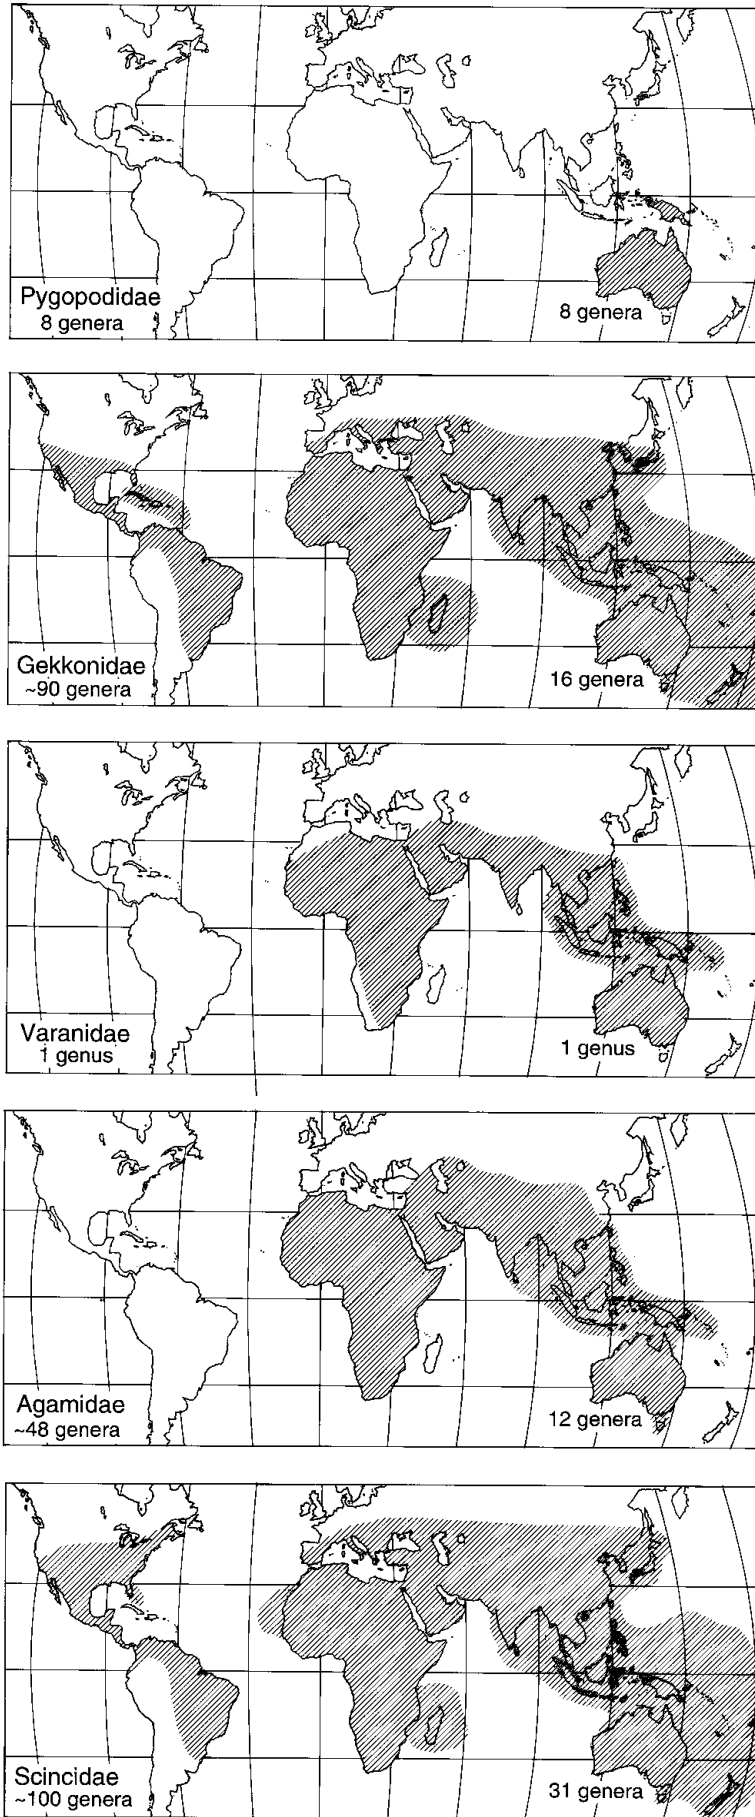 Pygopodidae
8 genera
8 genera
Gekkonidae
~90 genera
16 genera
Varanidae
1 genus
1 genus
Agamidae
~48 genera
12 genera
Scincidae
~100 genera
31 genera